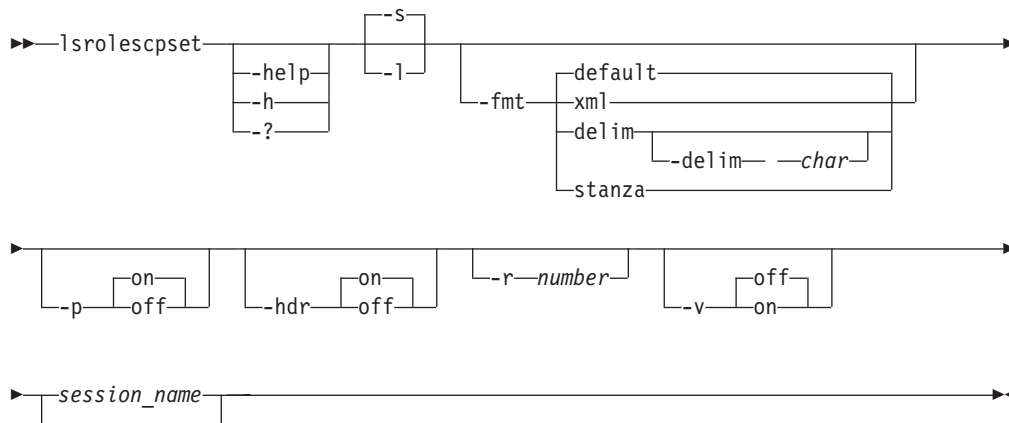 -s
lsrolescpset
-help
-l
default
-h
-fmt
xml
-?
delim
-delim char
stanza
on
on
-r number
off
-p
off
-hdr
off
-v
on
session_name